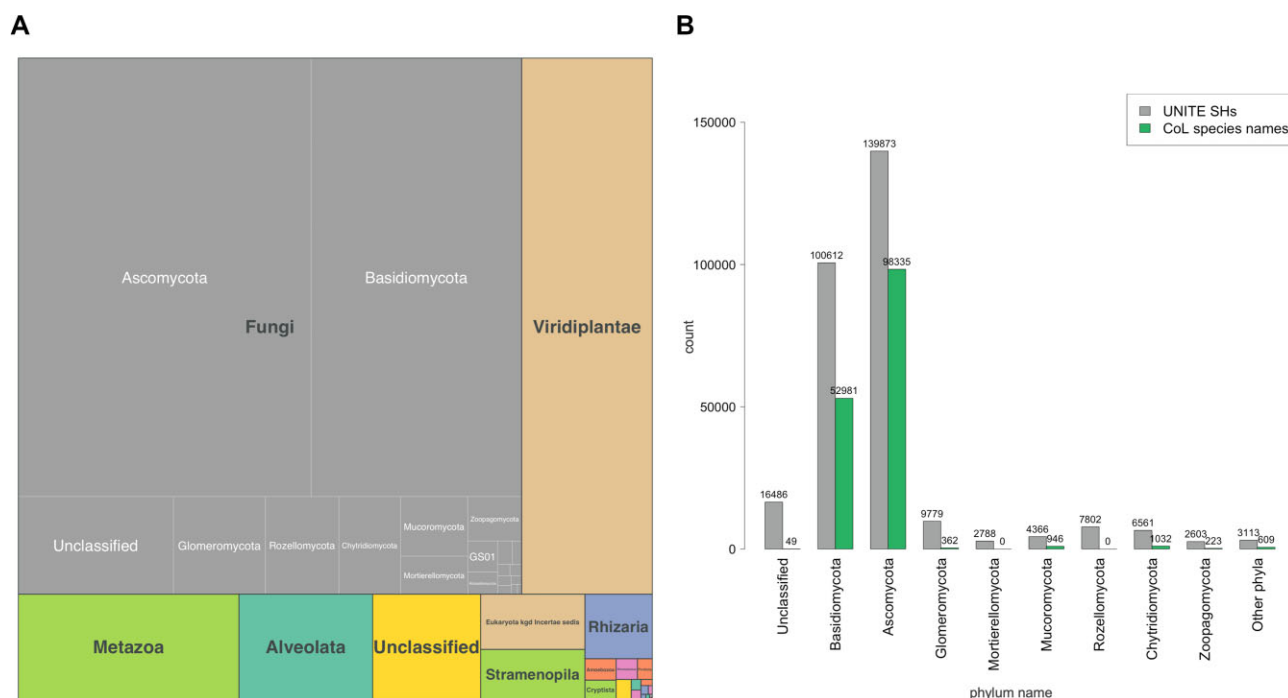 A
Ascomycota
Basidiomycota
Fungi
Viridiplantae
Unclassified
Glomeromycota
Rozellomycota
Chytridiomycota
Mucoromycota
Mortierellomycota
Zoopagomycota
GS01
Metazoa
Alveolata
Unclassified
Eukaryota kgd Incertae sedis
Stramenopila
Rhizaria
Cryptista
B
UNITE SHs
CoL species names
150000
100000
50000
0
count
16486
49
100612
52981
139873
98335
9779
362
2788
0
4366
946
7802
0
6561
1032
2603
223
3113
609
Unclassified
Basidiomycota
Ascomycota
Glomeromycota
Mortierellomycota
Mucoromycota
Rozellomycota
Chytridiomycota
Zoopagomycota
Other phyla
phylum name